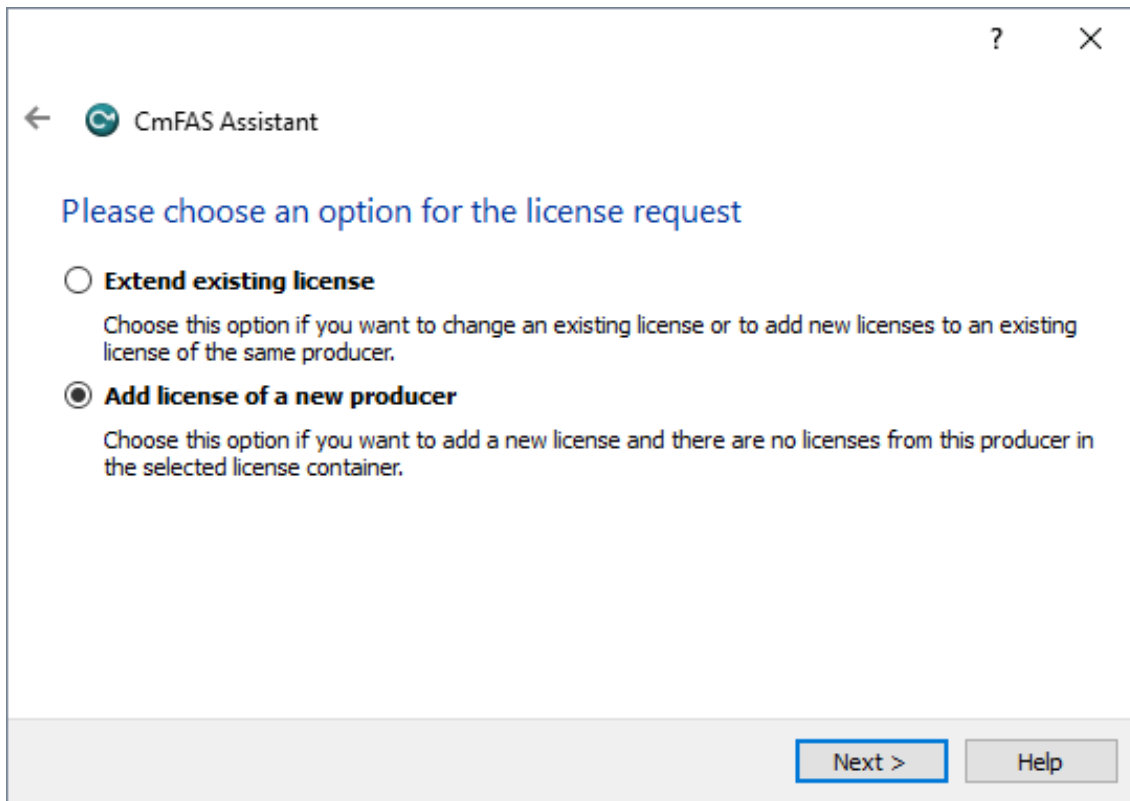 ?
CmFAS Assistant
Please choose an option for the license request
Extend existing license
Choose this option if you want to change an existing license or to add new licenses to an existing
license of the same producer.
Add license of a new producer
Choose this option if you want to add a new license and there are no licenses from this producer in
the selected license container.
Next >
Help